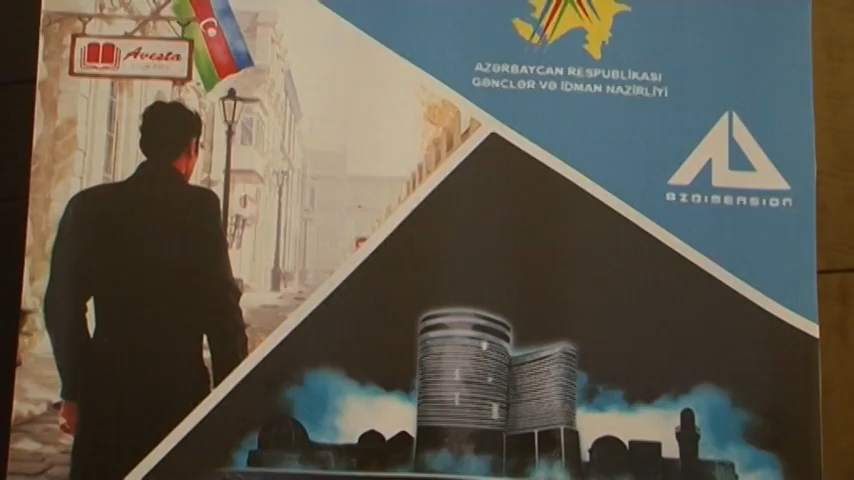 Avesta
AZƏRBAYCAN RESPUBLİKASI
GƏNCLƏR VƏ İDMAN NAZİRLİYİ
AZDIMENSION